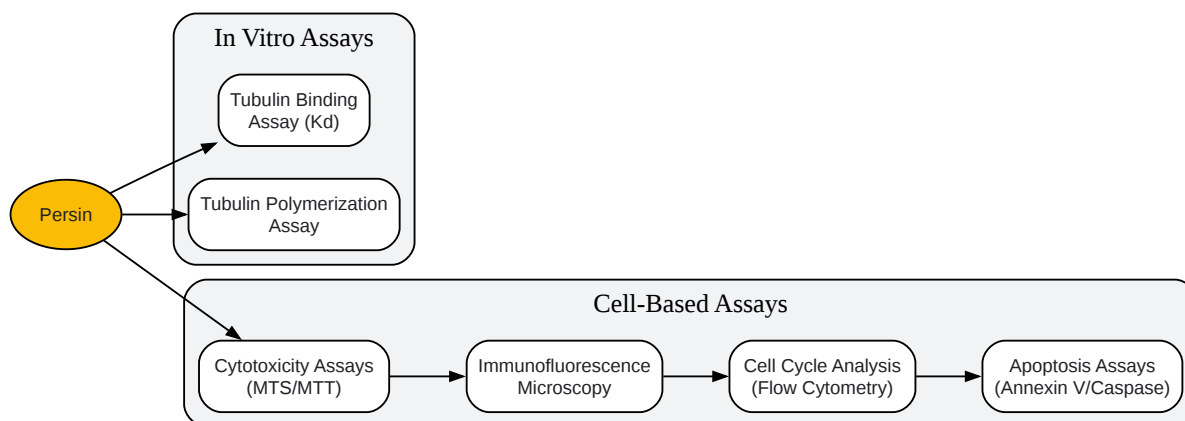 In Vitro Assays
Tubulin Binding
Assay (Kd)
Persin
Tubulin Polymerization
Assay
Cell-Based Assays
Cytotoxicity Assays
(MTS/MTT)
Immunofluorescence
Microscopy
Cell Cycle Analysis
(Flow Cytometry)
Apoptosis Assays
(Annexin V/Caspase)